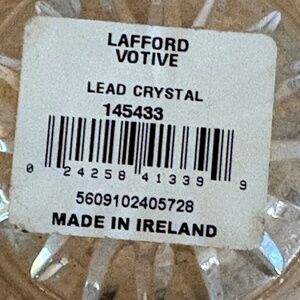 LAFFORD
VOTIVE
LEAD CRYSTAL
145433
0 24258 41339 9
5609102405728
MADE IN IRELAND